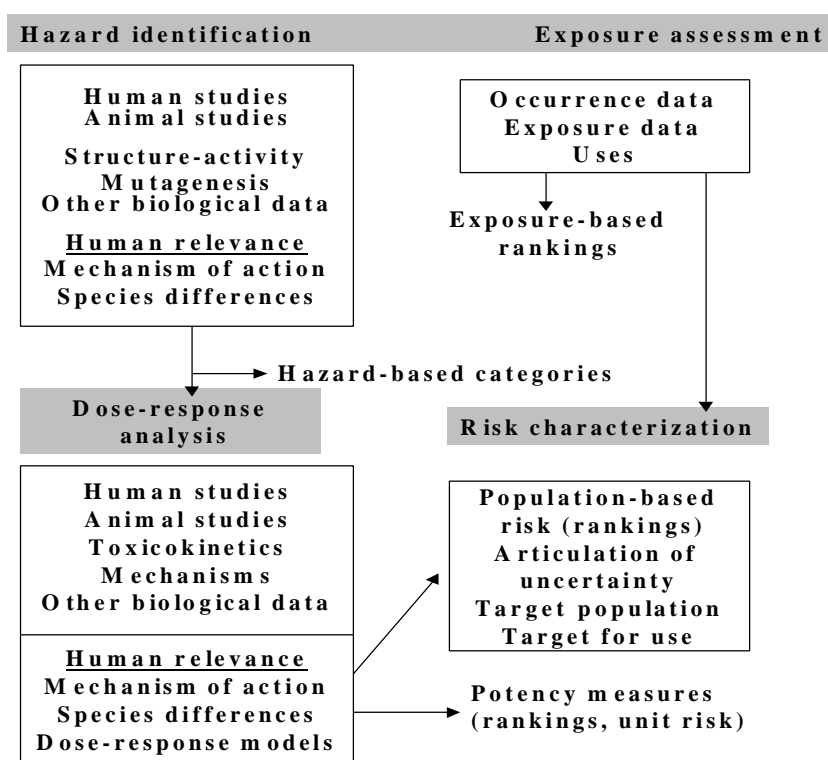 Hazard identification
Exposure assessment
Human studies
Animal studies
Structure-activity
Mutagenesis
Other biological data
Human relevance
Mechanism of action
Species differences
Occurrence data
Exposure data
Uses
Exposure-based
rankings
Hazard-based categories
Dose-response
analysis
Risk characterization
Human studies
Animal studies
Toxicokinetics
Mechanisms
Other biological data
Human relevance
Mechanism of action
Species differences
Dose-response models
Population-based
risk (rankings)
Articulation of
uncertainty
Target population
Target for use
Potency measures
(rankings, unit risk)